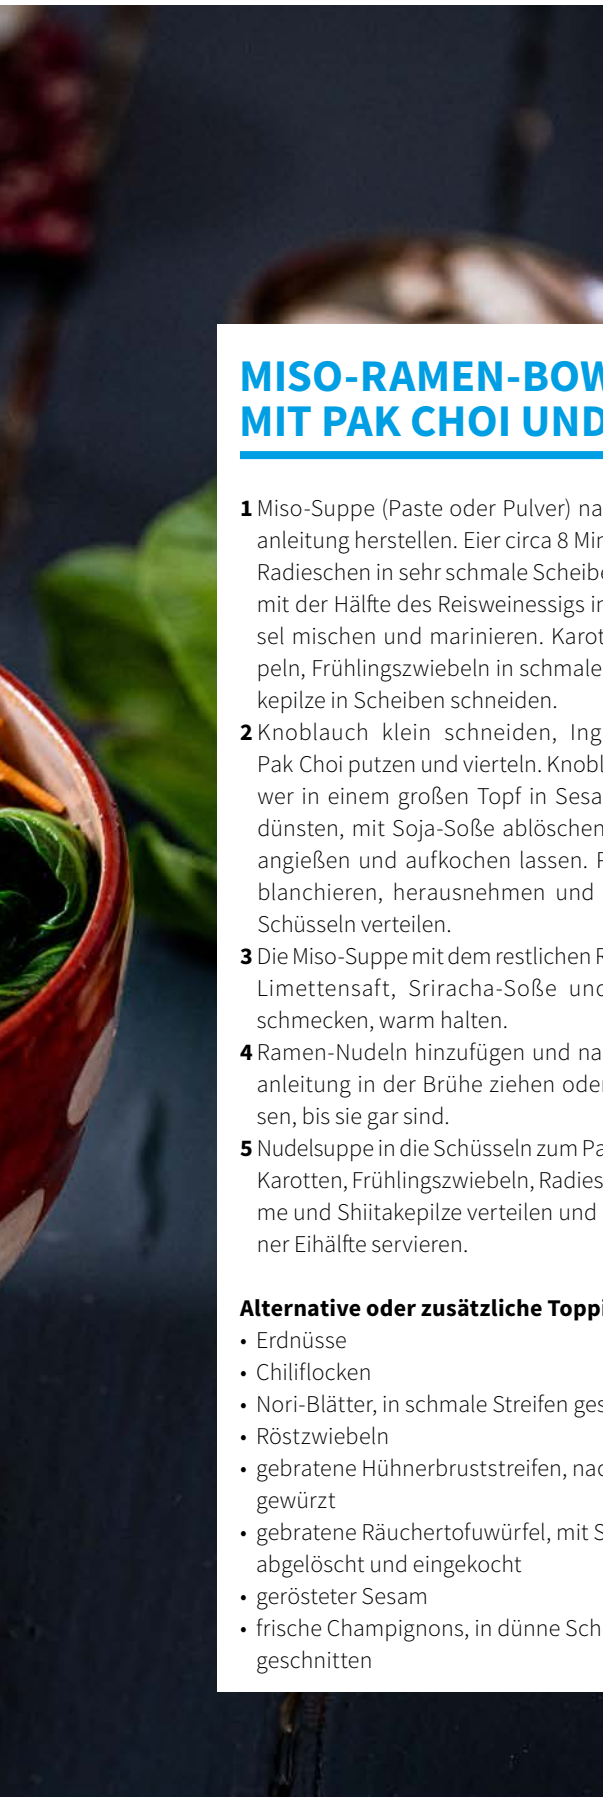 MISO-RAMEN-BOW
MIT PAK CHOI UND
1 Miso-Suppe (Paste oder Pulver) na
anleitung herstellen. Eier circa 8 Min
Radieschen in sehr schmale Scheibe
mit der Hälfte des Reisweinessigs in
sel mischen und marinieren. Karot
peln, Frühlingszwiebeln in schmale
kepilze in Scheiben schneiden.
2 Knoblauch klein schneiden, Ing
Pak Choi putzen und vierteln. Knobl
wer in einem großen Topf in Sesa
dünsten, mit Soja-Soße ablöschen
angießen und aufkochen lassen. P
blanchieren, herausnehmen und
Schüsseln verteilen.
3 Die Miso-Suppe mit dem restlichen R
Limettensaft, Sriracha-Soße und
schmecken, warm halten.
4 Ramen-Nudeln hinzufügen und na
anleitung in der Brühe ziehen oder
sen, bis sie gar sind.
5 Nudelsuppe in die Schüsseln zum Pa
Karotten, Frühlingszwiebeln, Radies
me und Shiitakepilze verteilen und
ner Eihälfte servieren.
Alternative oder zusätzliche Toppi
• Erdnüsse
• Chiliflocken
• Nori-Blätter, in schmale Streifen ges
• Röstzwiebeln
• gebratene Hühnerbruststreifen, nac
gewürzt
• gebratene Räuchertofuwürfel, mit S
abgelöscht und eingekocht
• gerösteter Sesam
• frische Champignons, in dünne Sch
geschnitten